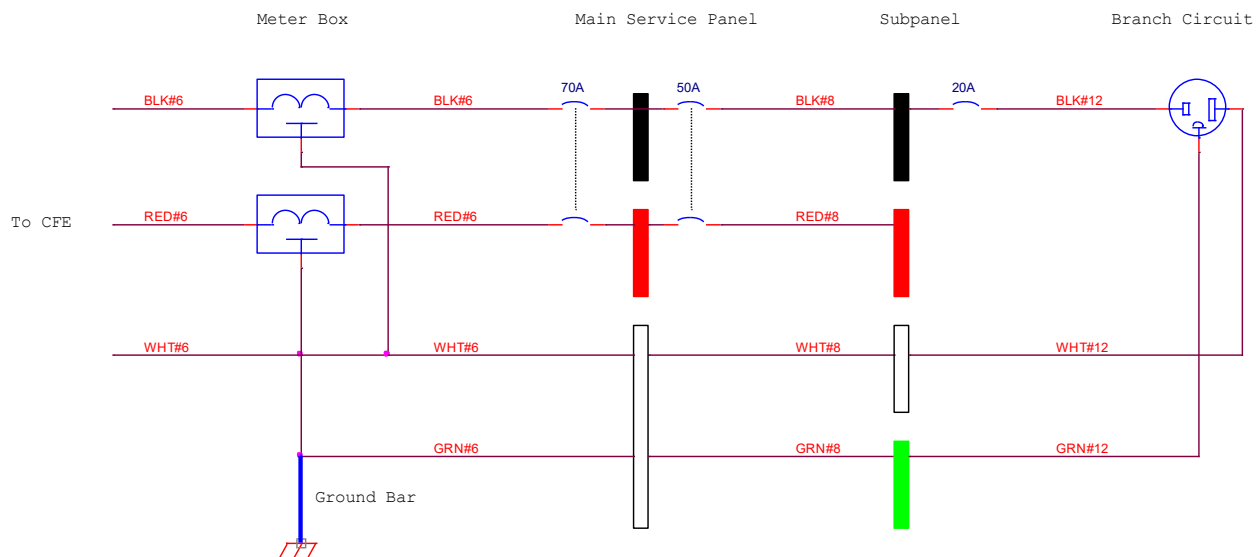 Meter Box
Main Service Panel
Subpanel
Branch Circuit
70A
50A
20A
BLK#6
BLK#6
BLK#8
BLK#12
To CFE
RED#6
RED#6
RED#8
WHT#6
WHT#6
WHT#8
WHT#12
GRN#6
GRN#8
GRN#12
Ground Bar